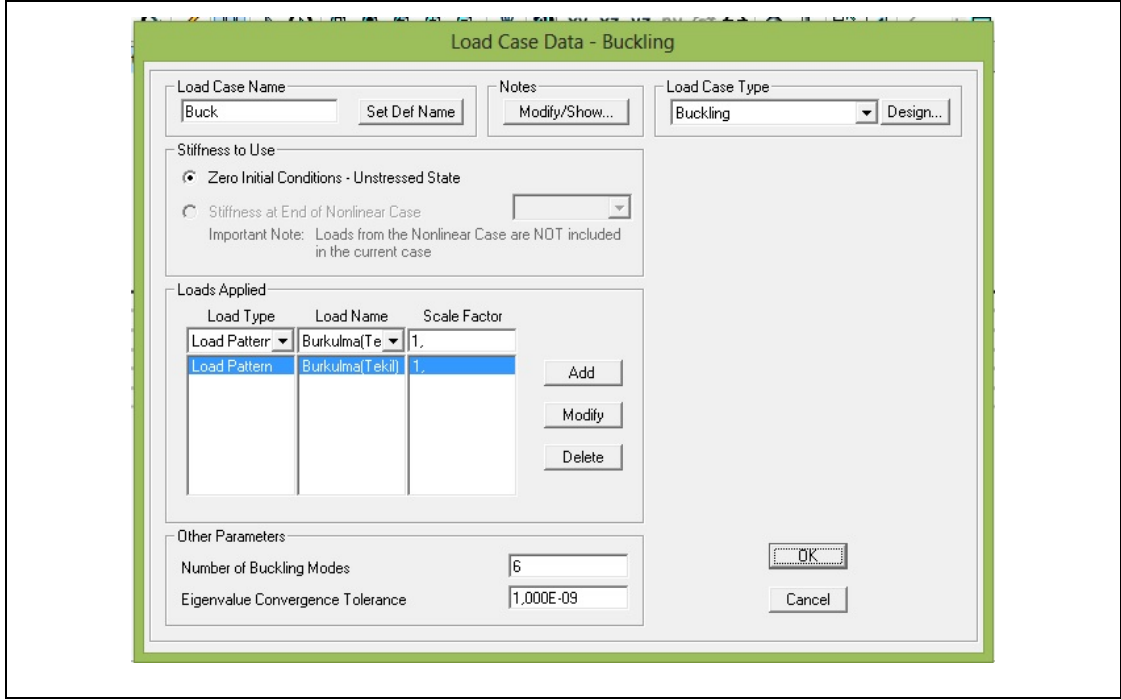 Load Case Data - Buckling
Load Case Name
Notes
Load Case Type
Buck
Set Def Name
Modify/Show...
Buckling
Design...
Stiffness to Use
Zero Initial Conditions - Unstressed State
Stiffness at End of Nonlinear Case
Important Note: Loads from the Nonlinear Case are NOT included
in the current case
Loads Applied
Load Type Load Name Scale Factor
Load Pattern Burkulma(Te 1,
Load Pattern Burkulma(Tekil) 1,
Add
Modify
Delete
Other Parameters
Number of Buckling Modes 6
Eigenvalue Convergence Tolerance 1,000E-09
OK
Cancel